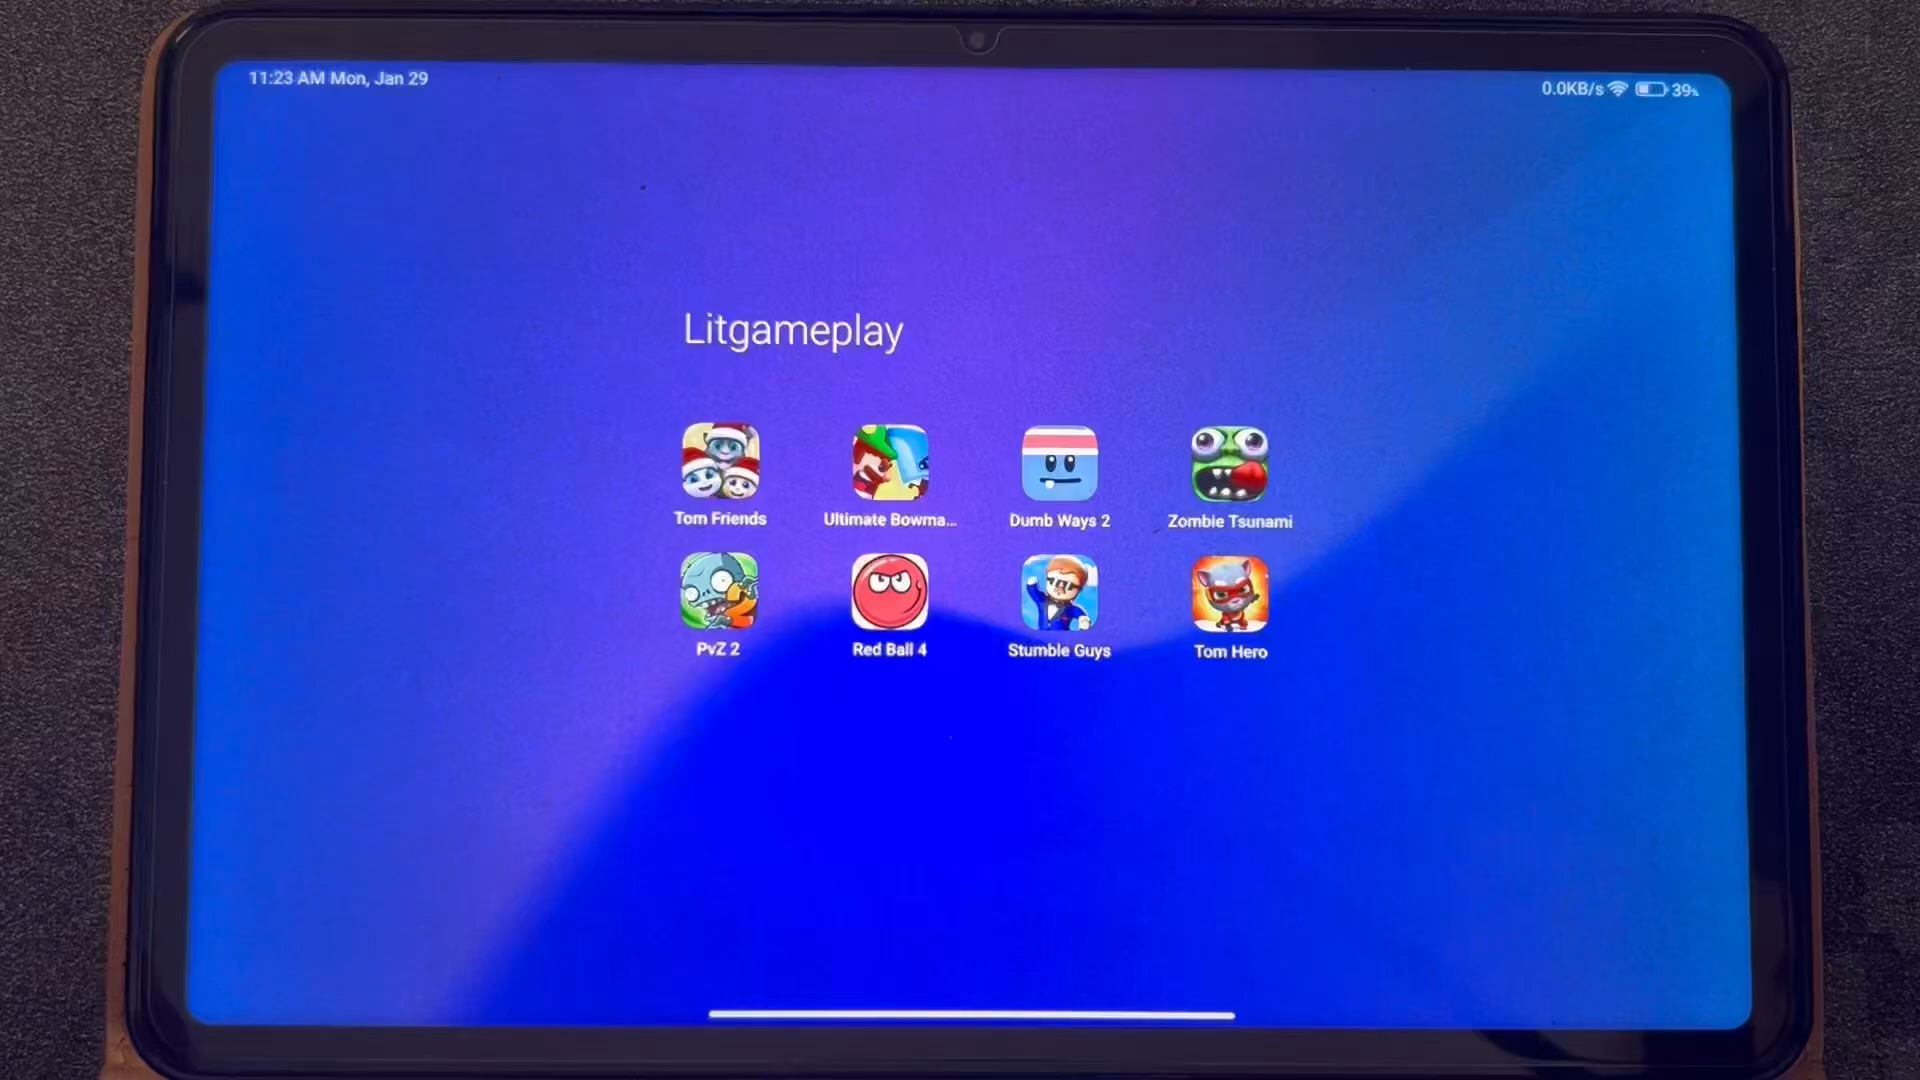 11:23 AM Mon, Jan 29
0.0KB/s 39%
Litgameplay
Tom Friends
Ultimate Bowma...
Dumb Ways 2
Zombie Tsunami
PvZ 2
Red Ball 4
Stumble Guys
Tom Hero